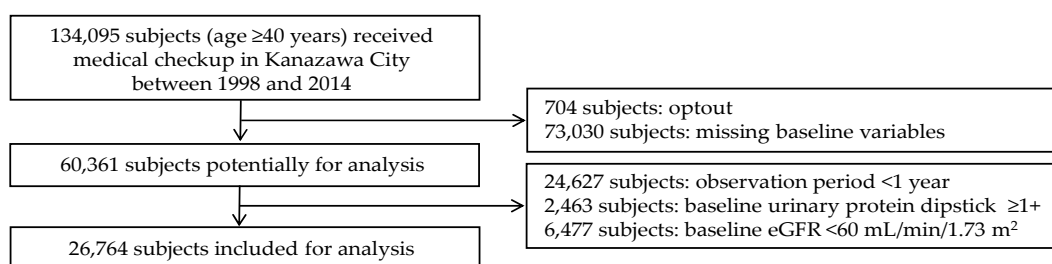 134,095 subjects (age ≥40 years) received
medical checkup in Kanazawa City
between 1998 and 2014
704 subjects: optout
73,030 subjects: missing baseline variables
60,361 subjects potentially for analysis
24,627 subjects: observation period <1 year
2,463 subjects: baseline urinary protein dipstick ≥1+
6,477 subjects: baseline eGFR <60 mL/min/1.73 m²
26,764 subjects included for analysis